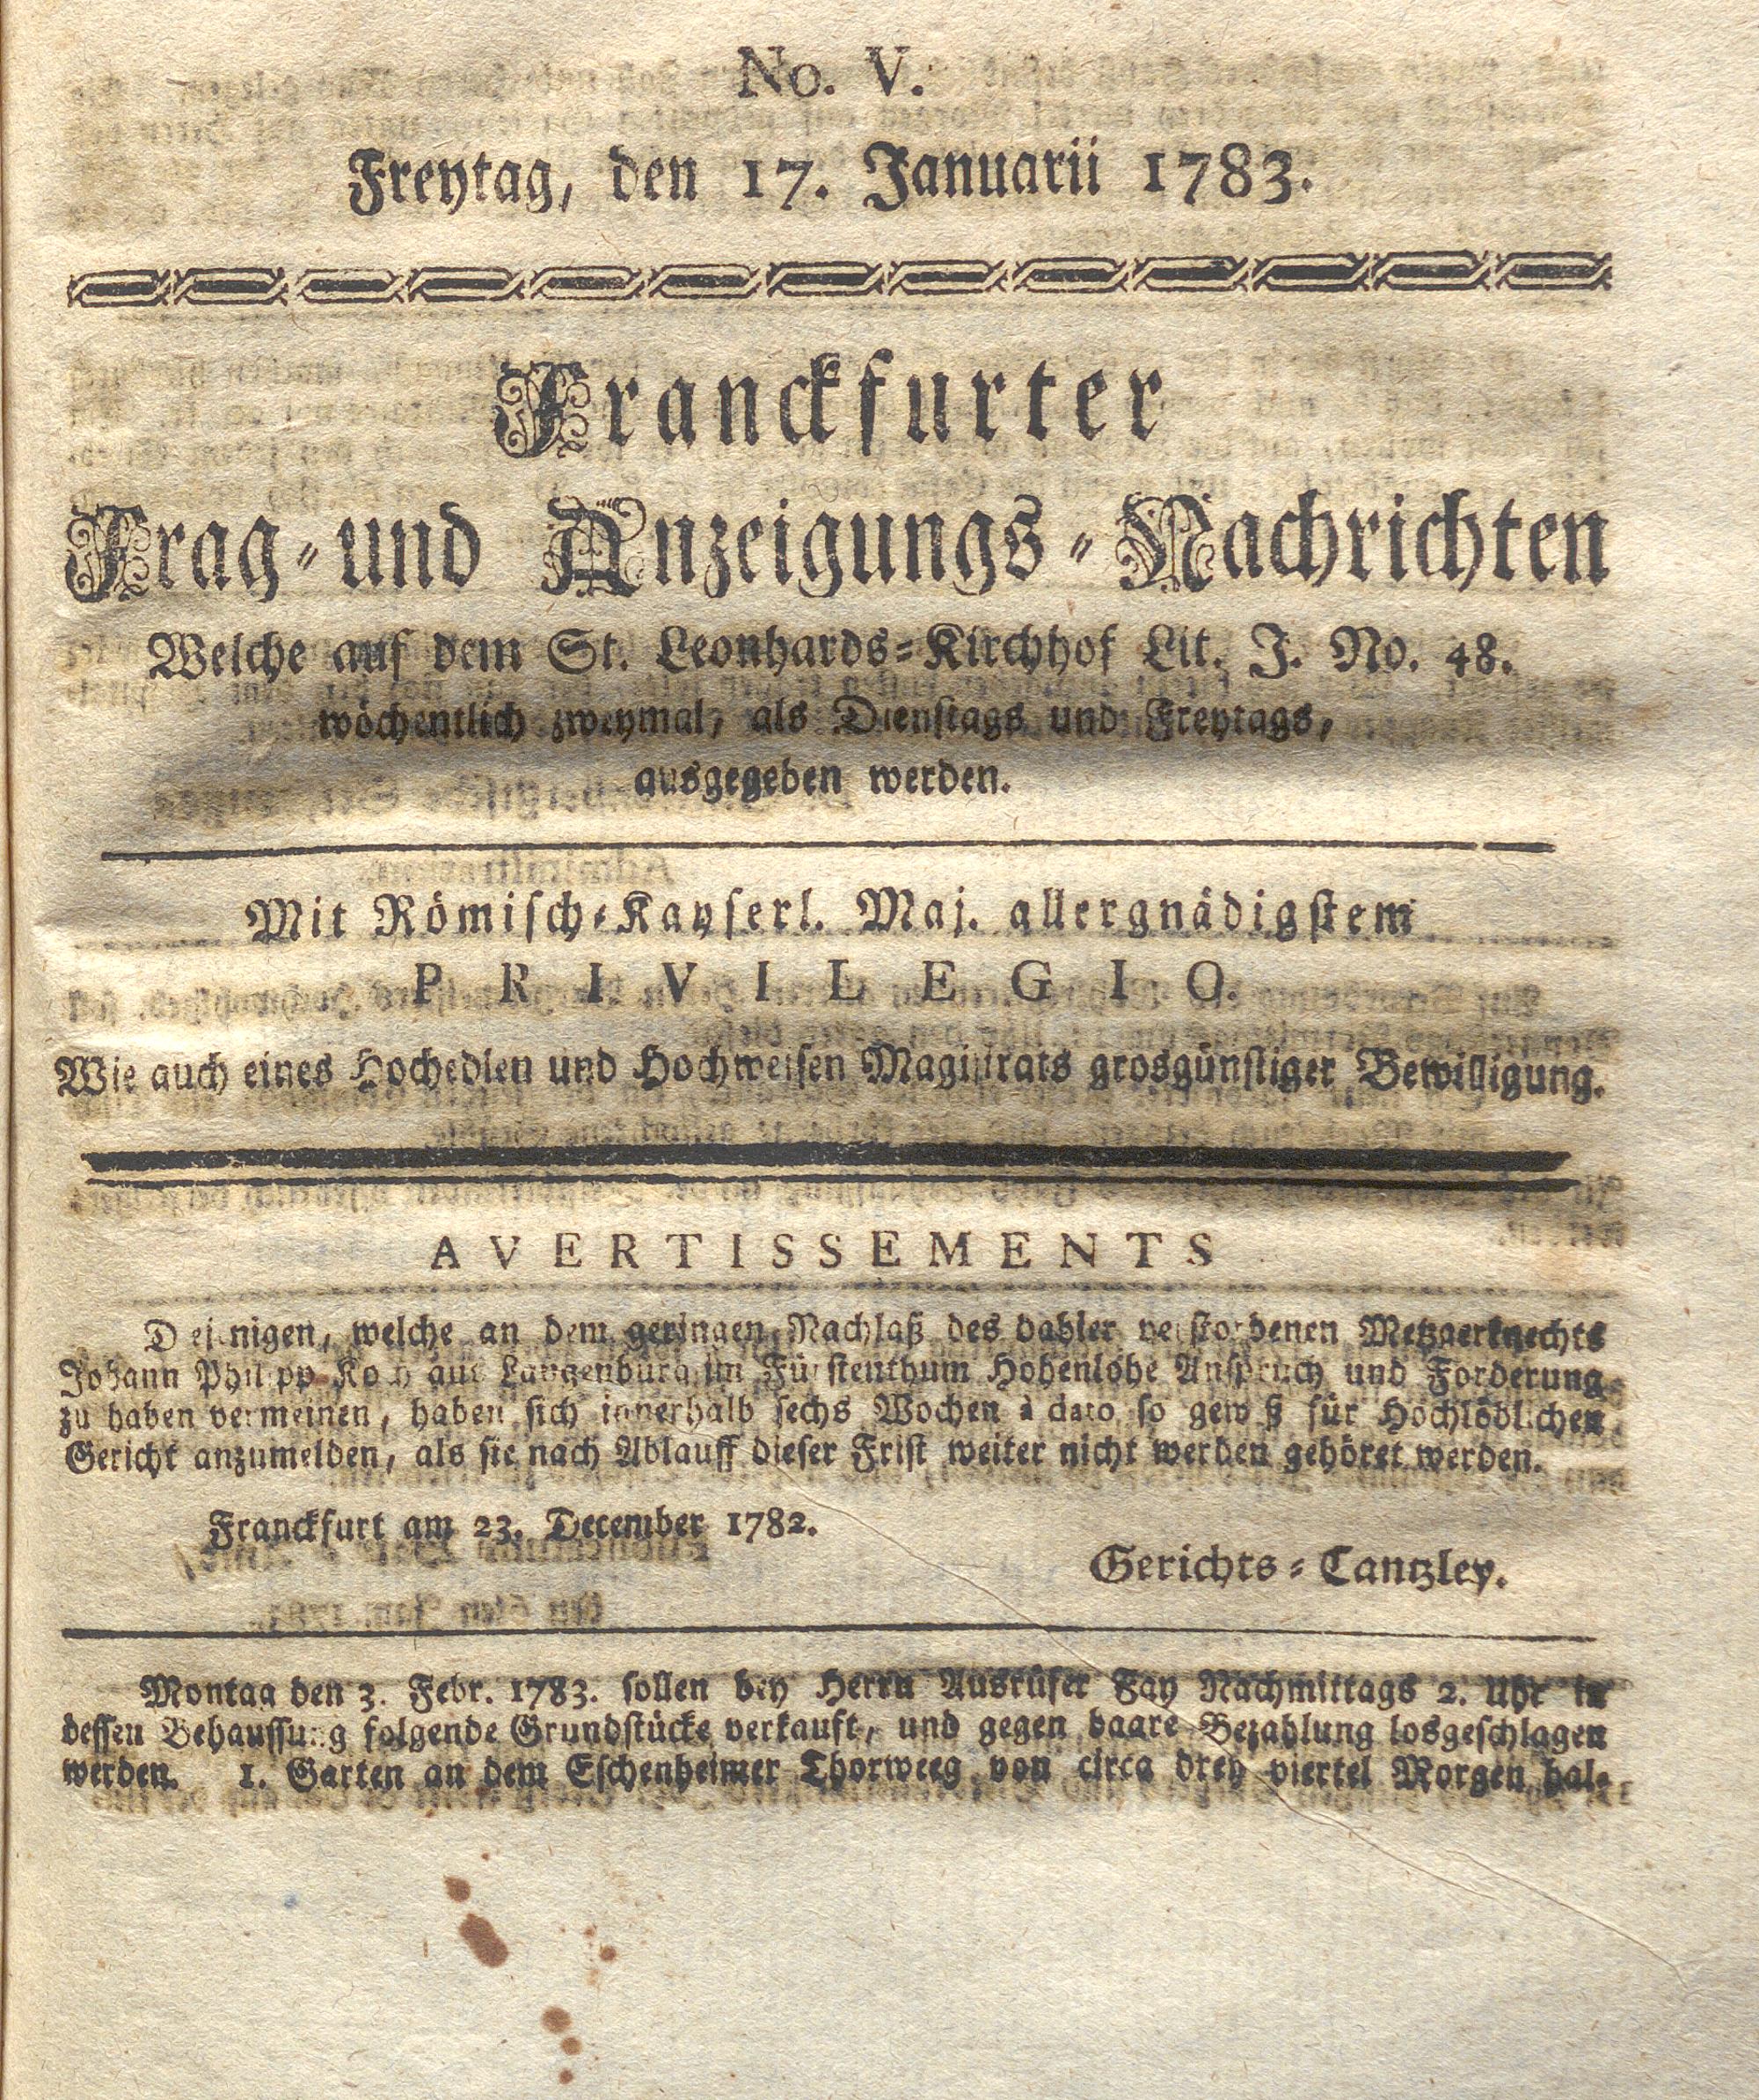 No. V.
Freytag, den 17. Januarii 1783.
Franckfurter
Frag-und Anzeigungs-Nachrichten
Welche auf dem St. Leonhards-Kirchhof Lit. J. No. 48.
wöchentlich zweymal, als Dienstags und Freytags,
ausgegeben werden.
Mit Römisch-Kayserl. Maj. allergnädigstem
PRIVILEGIO.
Wie auch eines Hochedlen und Hochweisen Magistrats grosgünstiger Bewilligung.
AVERTISSEMENTS
Diejenigen, welche an dem geringen Nachlaß des dahier verstorbenen Metzgerknechts
Johann Philipp aus Langenburg im Fürstenthum Hohenlohe Anspruch und Forderung
zu haben vermeinen, haben sich innerhalb sechs Wochen à dato so gewiß für Hochlöblichen
Gericht anzumelden, als sie nach Ablauff dieser Frist weiter nicht werden gehöret werden.
Franckfurt am 23. December 1782.
Gerichts-Cantzley.
Montag den 3. Febr. 1783. sollen bey Herrn Ausrüfer Fay Nachmittags 2. Uhr in
dessen Behaussung folgende Grundstücke verkauft, und gegen baare Bezahlung losgeschlagen
werden. 1. Garten an dem Eschenheimer Thorweeg von circa drey viertel Morgen hal-